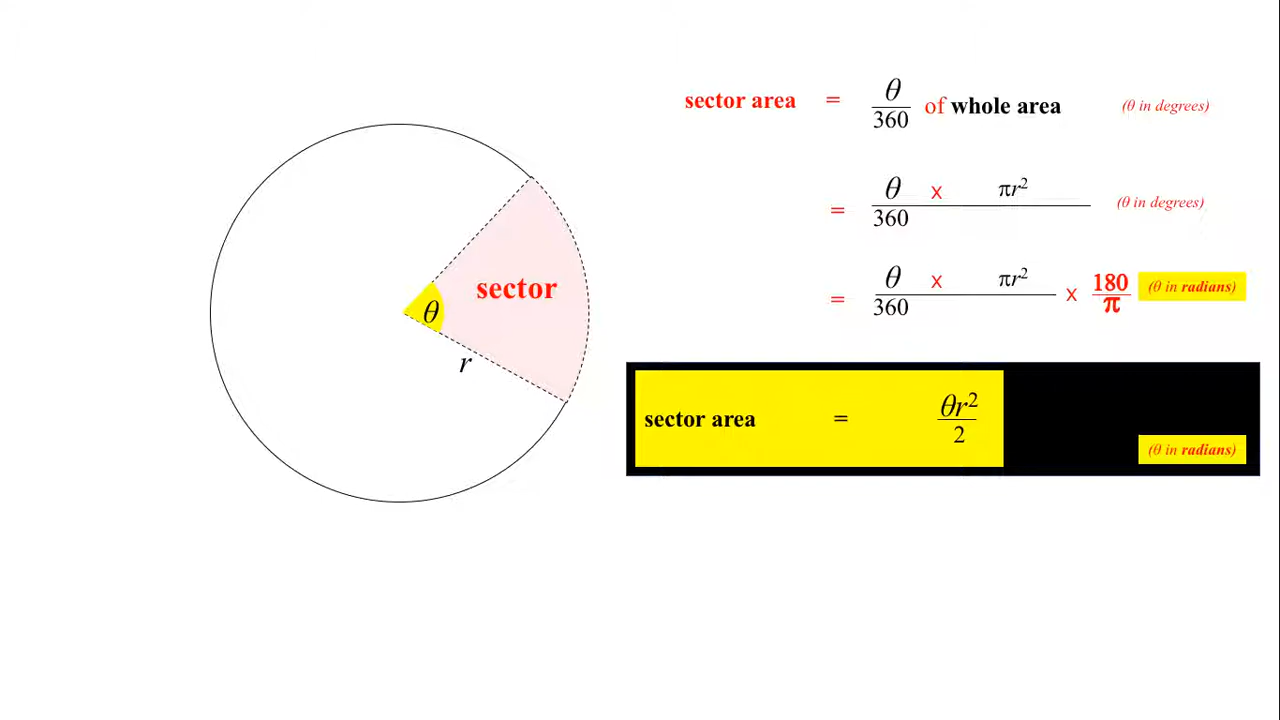 sector area = θ/360 of whole area (θ in degrees)
= θ x πr²/360 (θ in degrees)
= θ x πr²/360 x 180/π (θ in radians)
sector
θ
r
sector area = θr²/2
(θ in radians)